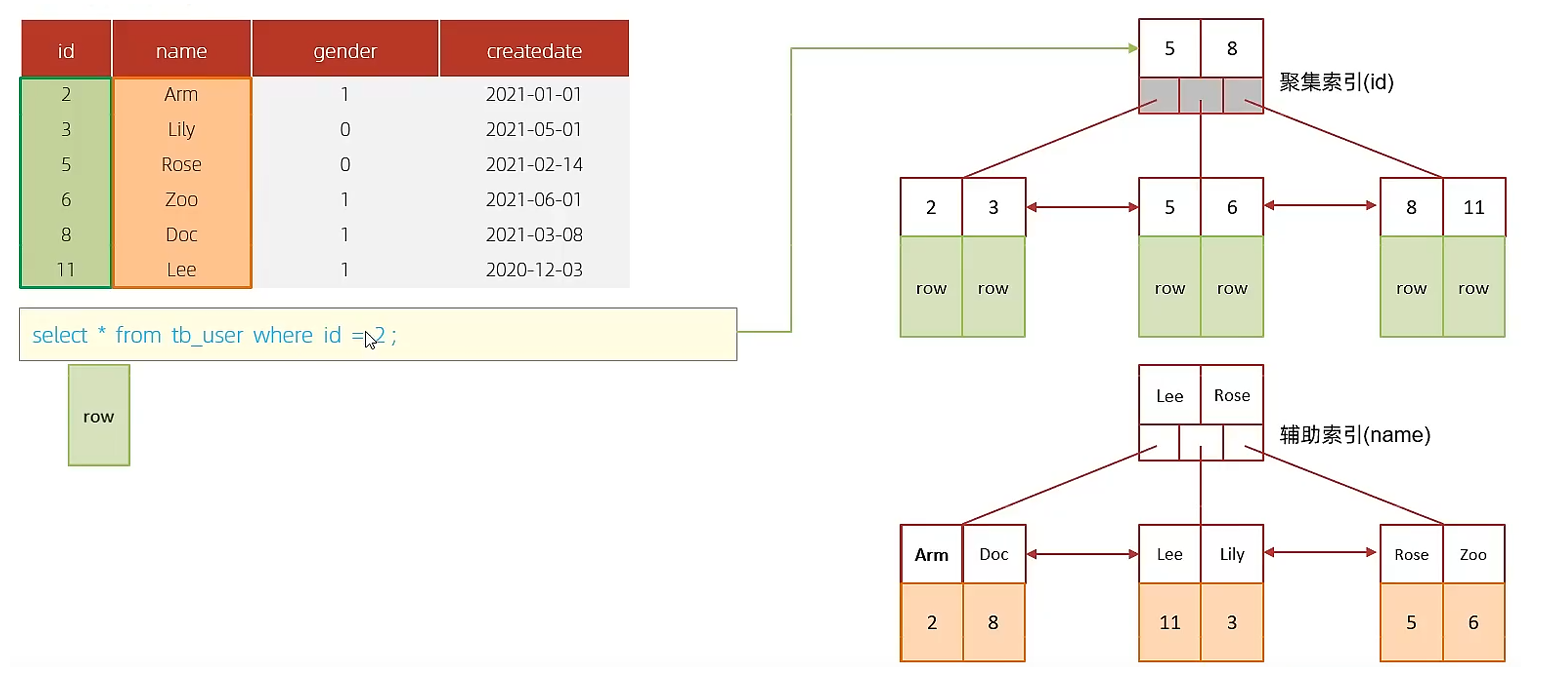 id name gender createdate
2 Arm 1 2021-01-01
3 Lily 0 2021-05-01
5 Rose 0 2021-02-14
6 Zoo 1 2021-06-01
8 Doc 1 2021-03-08
11 Lee 1 2020-12-03
select * from tb_user where id = 2 ;
row
5 8
聚集索引(id)
2 3 5 6 8 11
row row row row row row
Lee Rose
辅助索引(name)
Arm Doc Lee Lily Rose Zoo
2 8 11 3 5 6